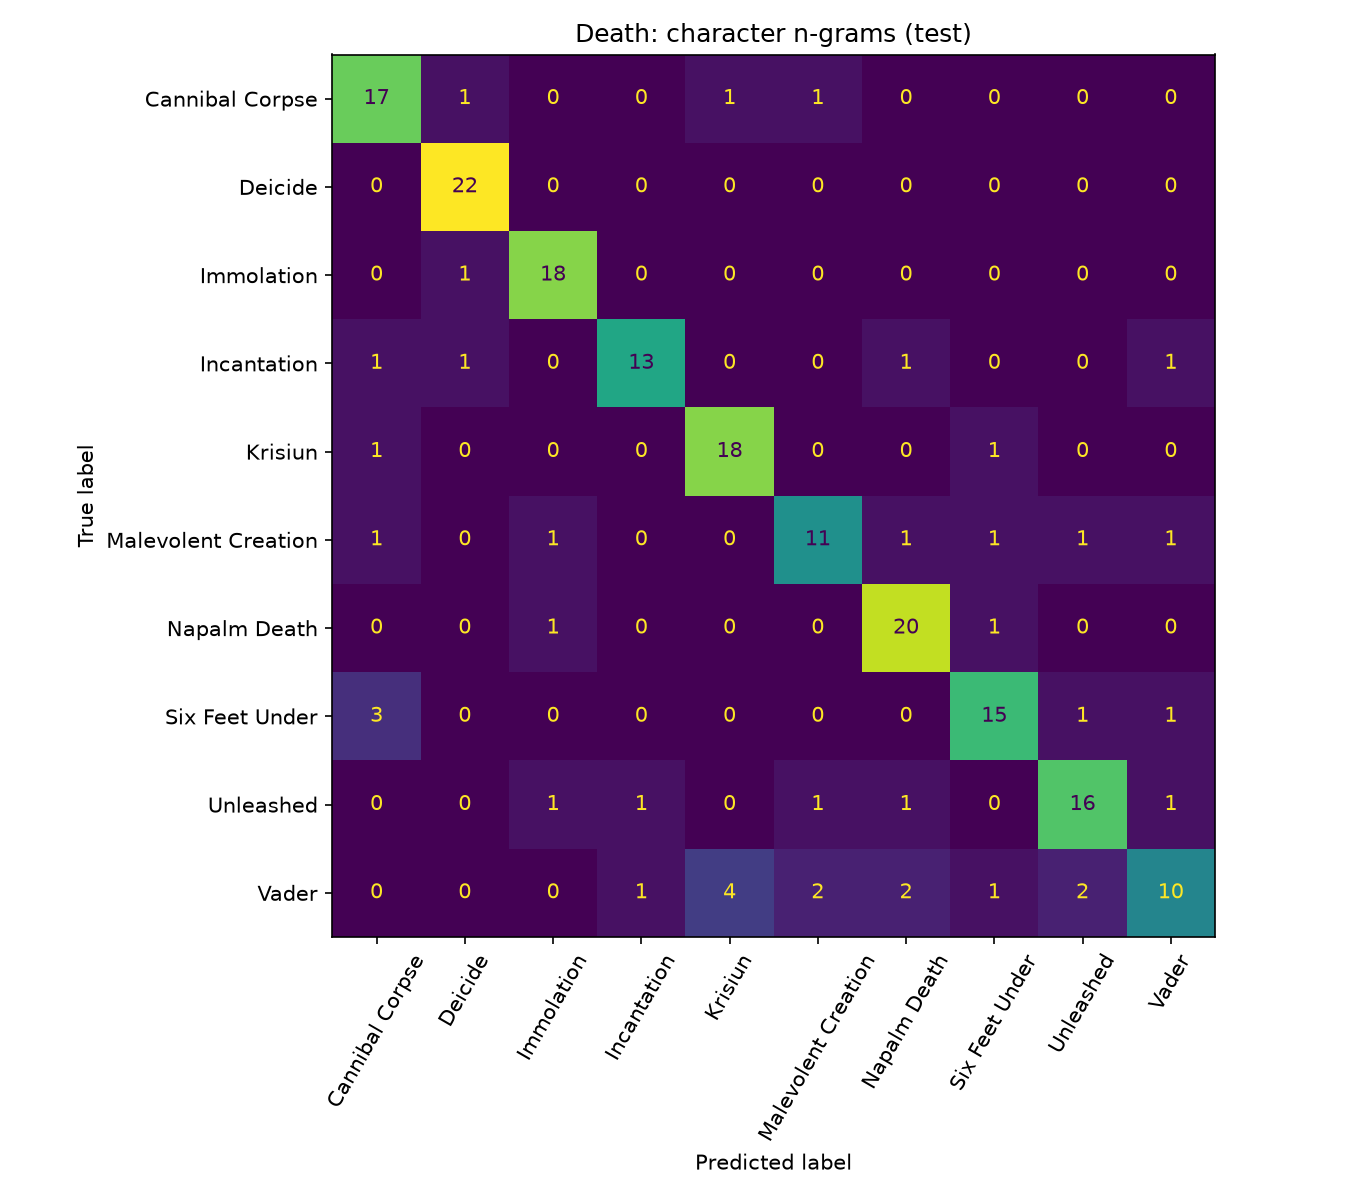 Death: character n-grams (test)
Cannibal Corpse 17 1 0 0 1 1 0 0 0 0
Deicide 0 22 0 0 0 0 0 0 0 0
Immolation 0 1 18 0 0 0 0 0 0 0
Incantation 1 1 0 13 0 0 1 0 0 1
Krisiun 1 0 0 0 18 0 0 1 0 0
Malevolent Creation 1 0 1 0 0 11 1 1 1 1
Napalm Death 0 0 1 0 0 0 20 1 0 0
Six Feet Under 3 0 0 0 0 0 0 15 1 1
Unleashed 0 0 1 1 0 1 1 0 16 1
Vader 0 0 0 1 4 2 2 1 2 10
True label
Cannibal Corpse
Deicide
Immolation
Incantation
Krisiun
Malevolent Creation
Napalm Death
Six Feet Under
Unleashed
Vader
Predicted label